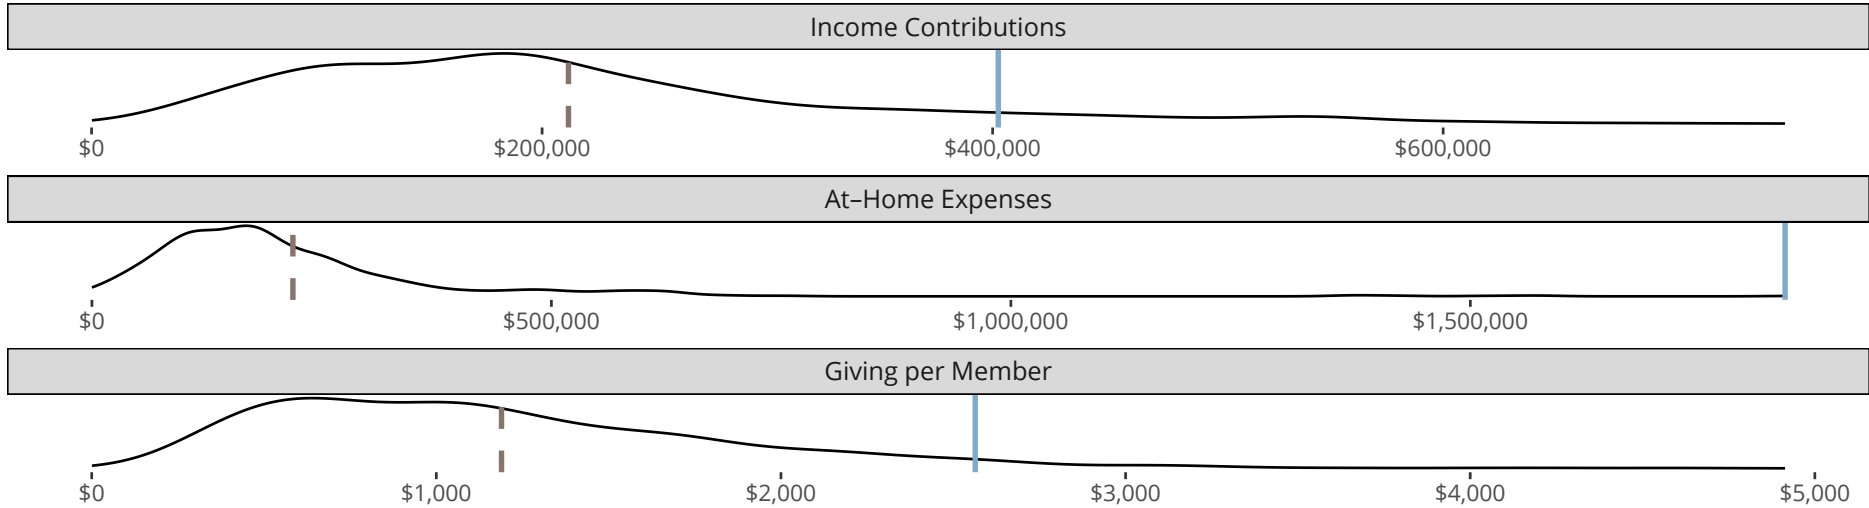 Income Contributions
$0 $200,000 $400,000 $600,000
At–Home Expenses
$0 $500,000 $1,000,000 $1,500,000
Giving per Member
$0 $1,000 $2,000 $3,000 $4,000 $5,000